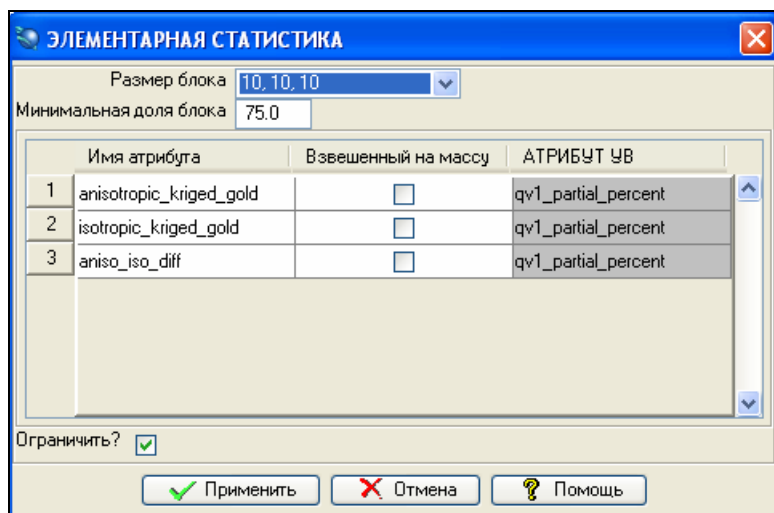 ЭЛЕМЕНТАРНАЯ СТАТИСТИКА
Размер блока 10, 10, 10
Минимальная доля блока 75.0
Имя атрибута Взвешенный на массу АТРИБУТ УВ
1 anisotropic_kriged_gold qv1_partial_percent
2 isotropic_kriged_gold qv1_partial_percent
3 aniso_iso_diff qv1_partial_percent
Ограничить?
Применить Отмена Помощь